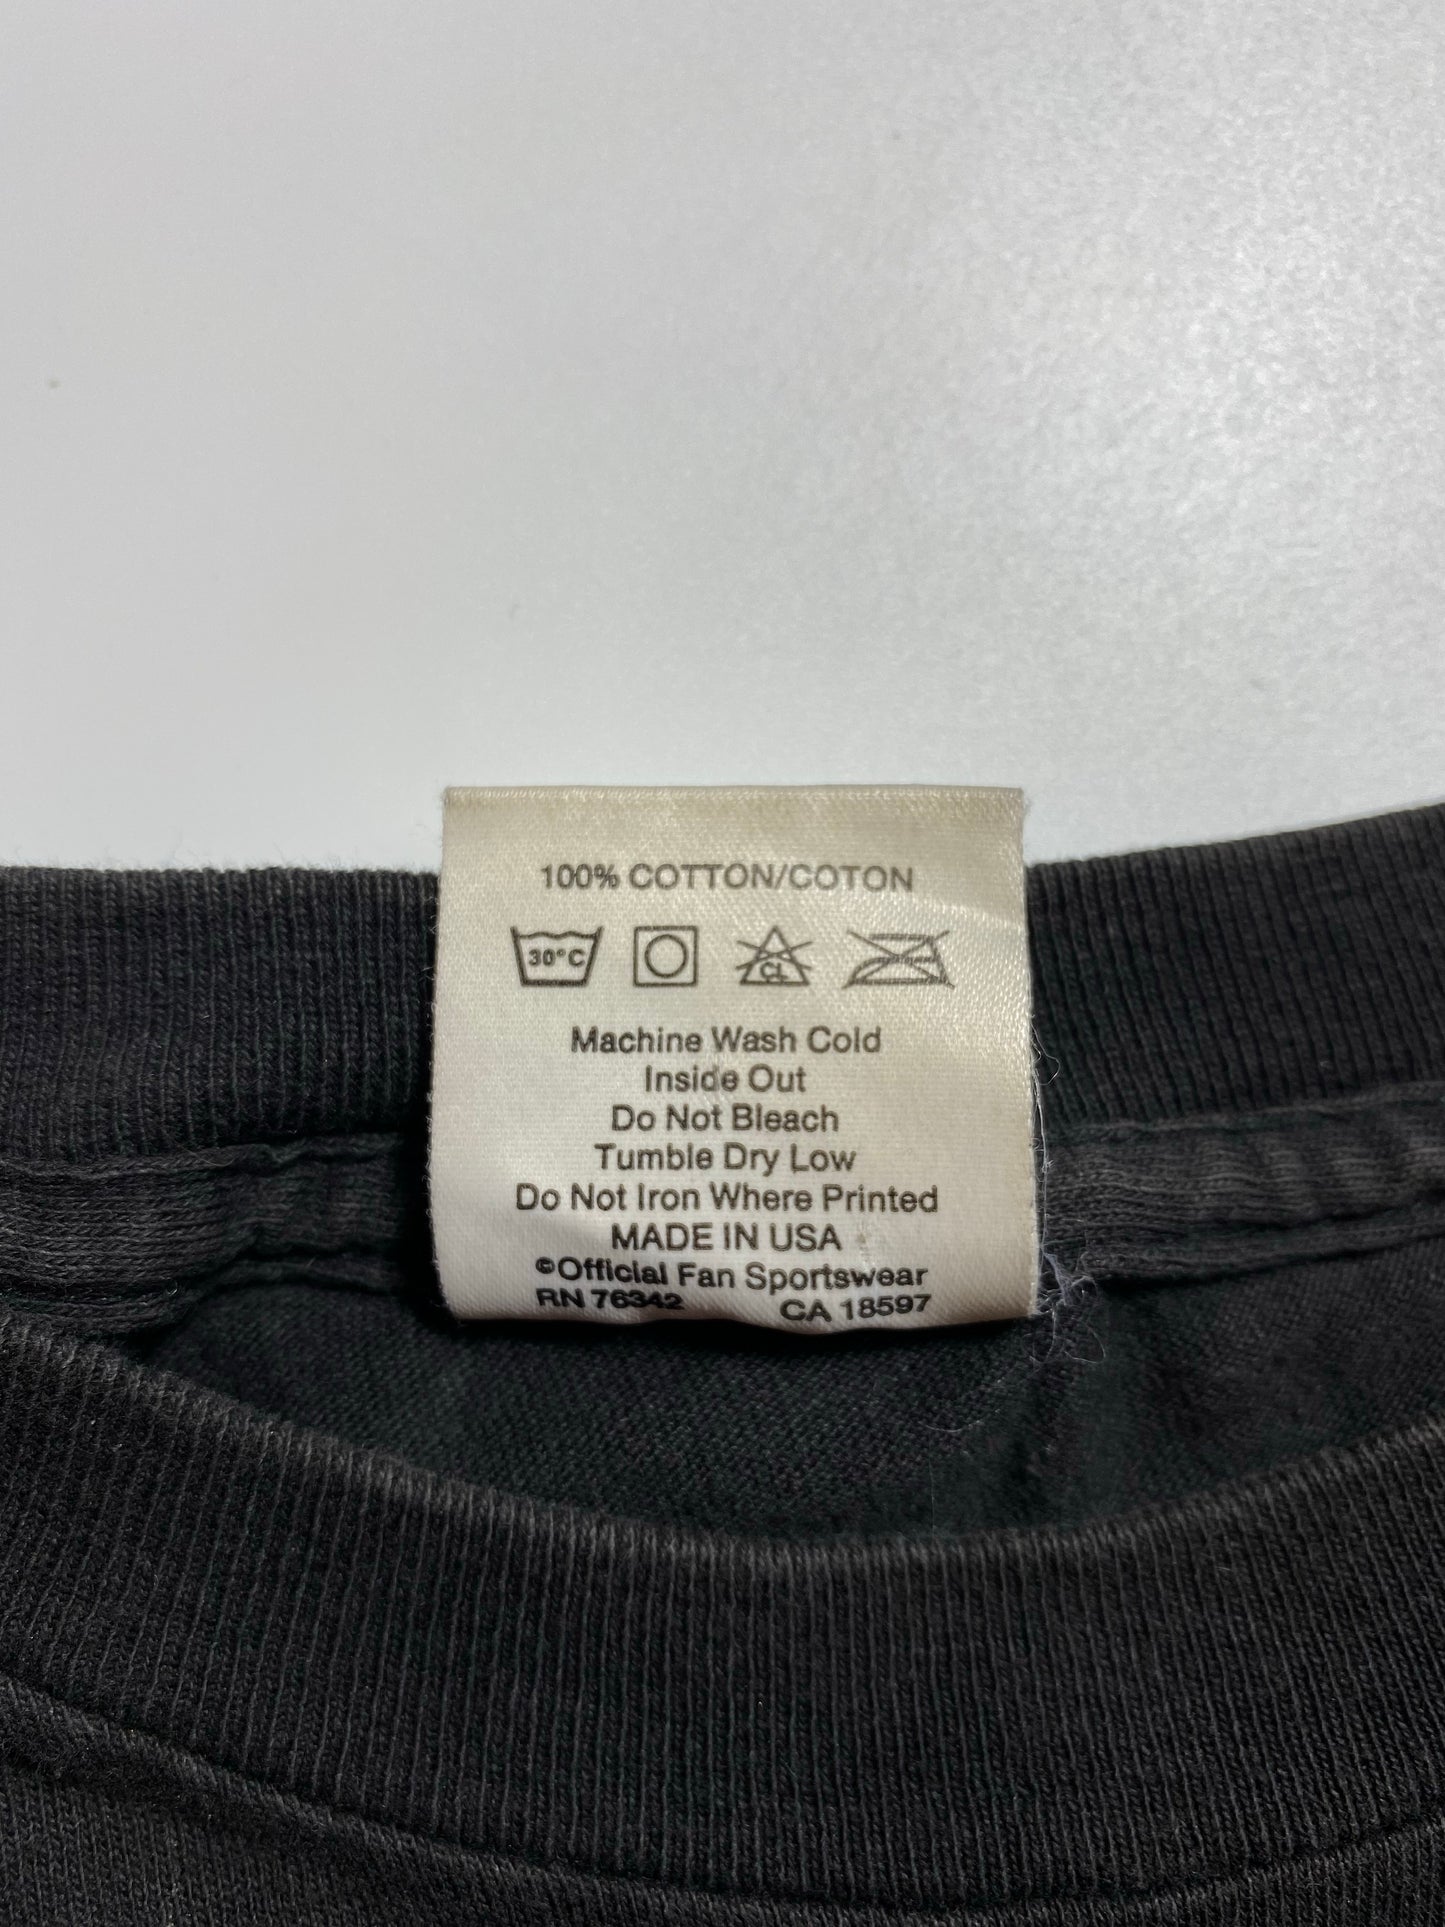 100% COTTON/COTON
30°C CL
Machine Wash Cold
Inside Out
Do Not Bleach
Tumble Dry Low
Do Not Iron Where Printed
MADE IN USA
©Official Fan Sportswear
RN 76342 CA 18597